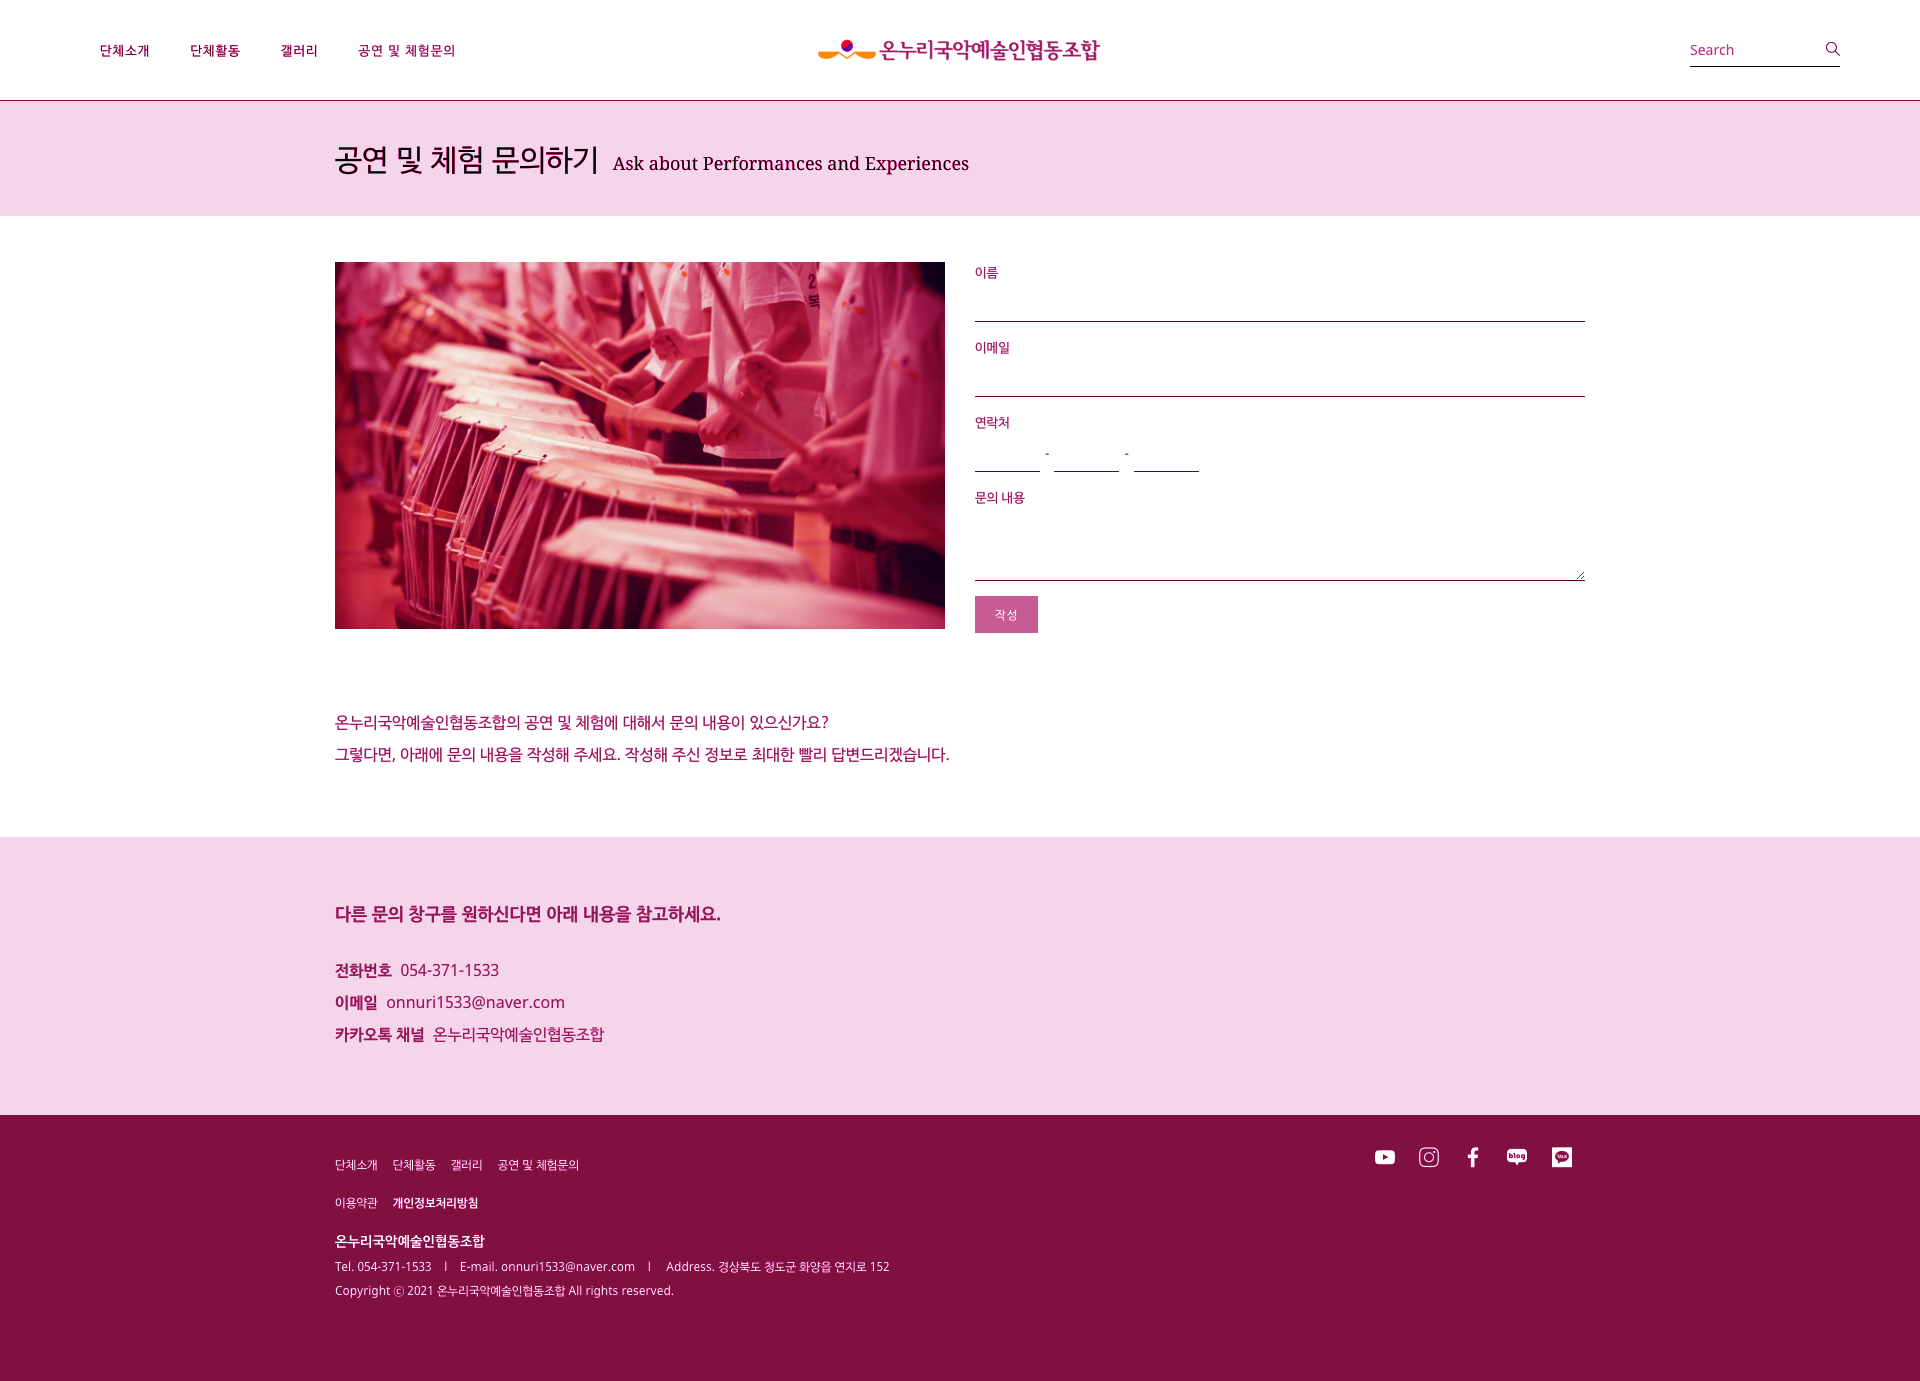 단체소개 단체활동 갤러리 공연 및 체험문의
온누리국악예술인협동조합
Search
공연 및 체험 문의하기 Ask about Performances and Experiences
이름
이메일
연락처
- -
문의 내용
작성
온누리국악예술인협동조합의 공연 및 체험에 대해서 문의 내용이 있으신가요?
그렇다면, 아래에 문의 내용을 작성해 주세요. 작성해 주신 정보로 최대한 빨리 답변드리겠습니다.
다른 문의 창구를 원하신다면 아래 내용을 참고하세요.
전화번호 054-371-1533
이메일 onnuri1533@naver.com
카카오톡 채널 온누리국악예술인협동조합
단체소개 단체활동 갤러리 공연 및 체험문의
blog TALK
이용약관 개인정보처리방침
온누리국악예술인협동조합
Tel. 054-371-1533 l E-mail. onnuri1533@naver.com l Address. 경상북도 청도군 화양읍 연지로 152
Copyright ⓒ 2021 온누리국악예술인협동조합 All rights reserved.